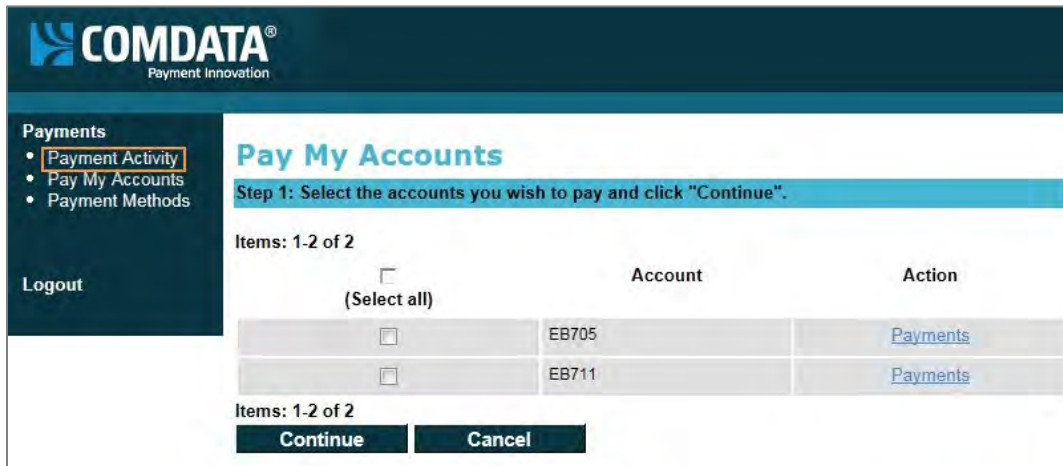 COMDATA®
Payment Innovation
Payments
• Payment Activity
• Pay My Accounts
• Payment Methods
Logout
Pay My Accounts
Step 1: Select the accounts you wish to pay and click "Continue".
Items: 1-2 of 2
(Select all) Account Action
EB705 Payments
EB711 Payments
Items: 1-2 of 2
Continue Cancel